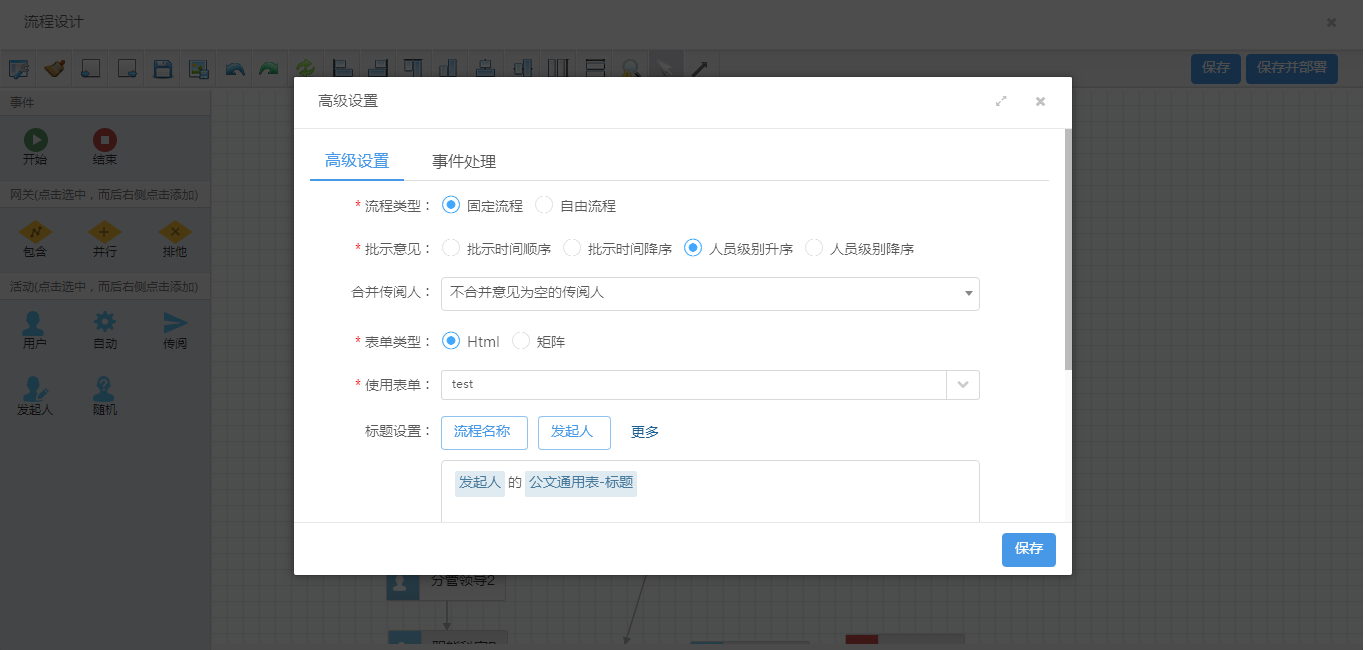 流程设计
保存 保存并部署
事件
开始 结束
网关(点击选中，而后右侧点击添加)
包含 并行 排他
活动(点击选中，而后右侧点击添加)
用户 自动 传阅
发起人 随机
高级设置
高级设置 事件处理
* 流程类型： 固定流程 自由流程
* 批示意见： 批示时间顺序 批示时间降序 人员级别升序 人员级别降序
合并传阅人： 不合并意见为空的传阅人
* 表单类型： Html 矩阵
* 使用表单： test
标题设置： 流程名称 发起人 更多
发起人 的 公文通用表-标题
保存
分管领导2